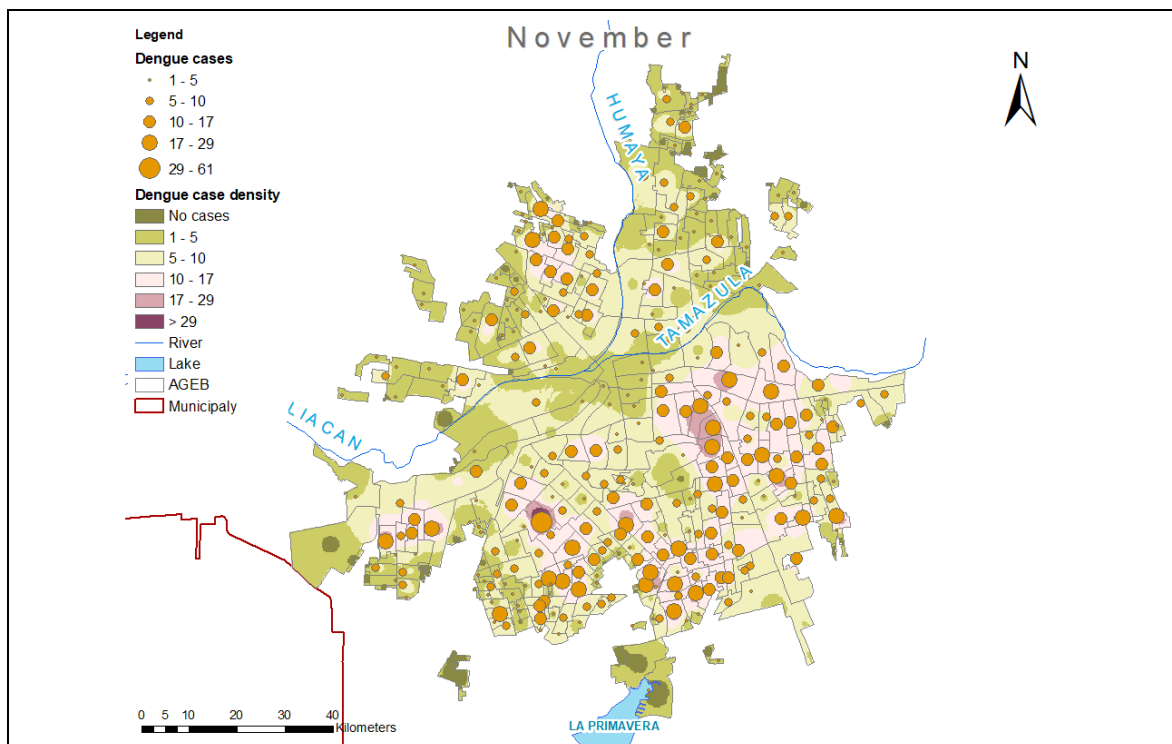 November
Legend
Dengue cases
1 - 5
5 - 10
10 - 17
17 - 29
29 - 61
Dengue case density
No cases
1 - 5
5 - 10
10 - 17
17 - 29
> 29
River
Lake
AGEB
Municipaly
N
HUMAYA
TAMAZULA
LIACAN
LA PRIMAVERA
0 5 10 20 30 40
Kilometers